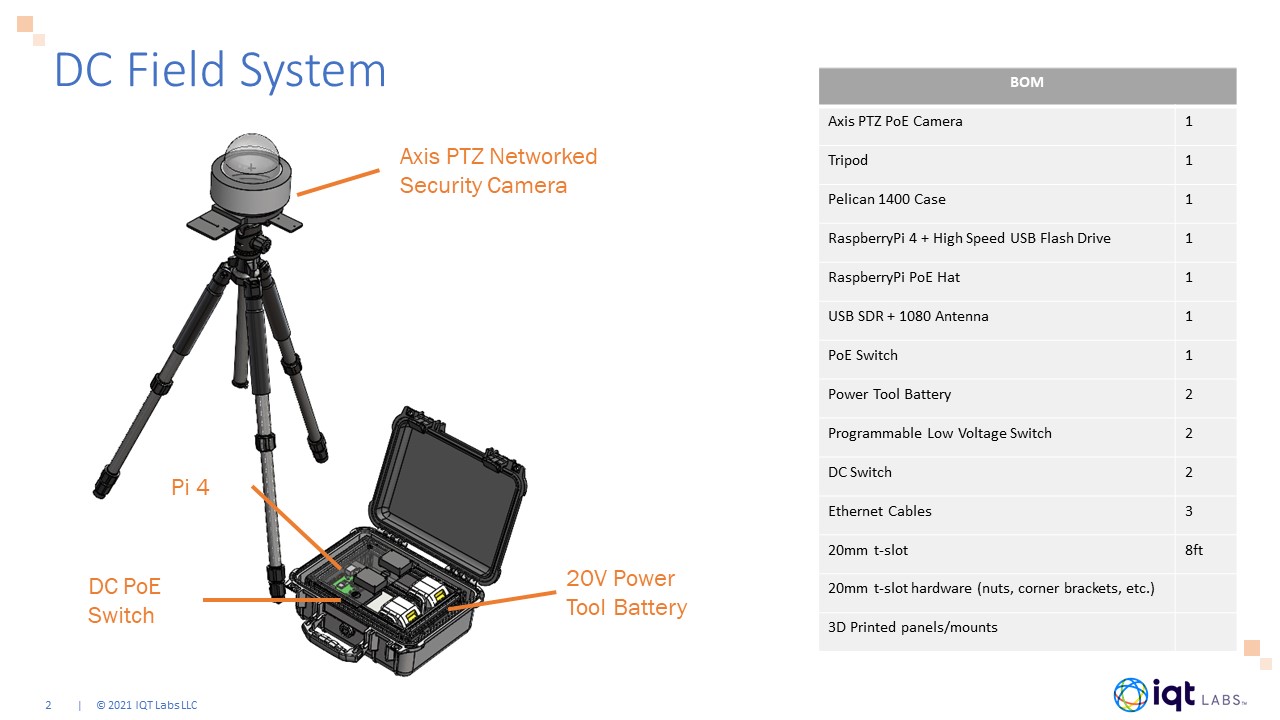 DC Field System
Axis PTZ Networked
Security Camera
Pi 4
DC PoE
Switch
20V Power
Tool Battery
BOM
Axis PTZ PoE Camera 1
Tripod 1
Pelican 1400 Case 1
RaspberryPi 4 + High Speed USB Flash Drive 1
RaspberryPi PoE Hat 1
USB SDR + 1080 Antenna 1
PoE Switch 1
Power Tool Battery 2
Programmable Low Voltage Switch 2
DC Switch 2
Ethernet Cables 3
20mm t-slot 8ft
20mm t-slot hardware (nuts, corner brackets, etc.)
3D Printed panels/mounts
2 | © 2021 IQT Labs LLC
iqt LABS™